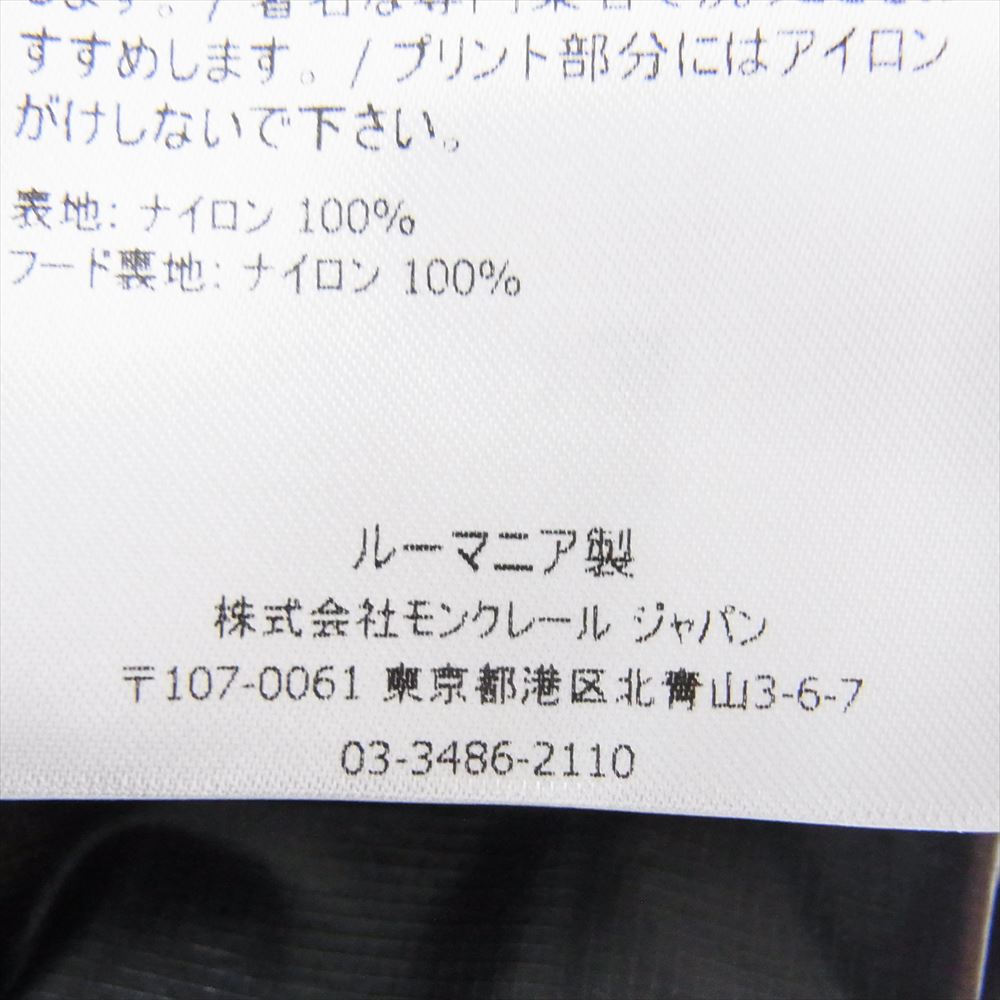 すすめします。/ プリント部分にはアイロン
がけしないで下さい。
表地: ナイロン 100%
フード裏地: ナイロン 100%
ルーマニア製
株式会社モンクレール ジャパン
〒107-0061 東京都港区北青山3-6-7
03-3486-2110